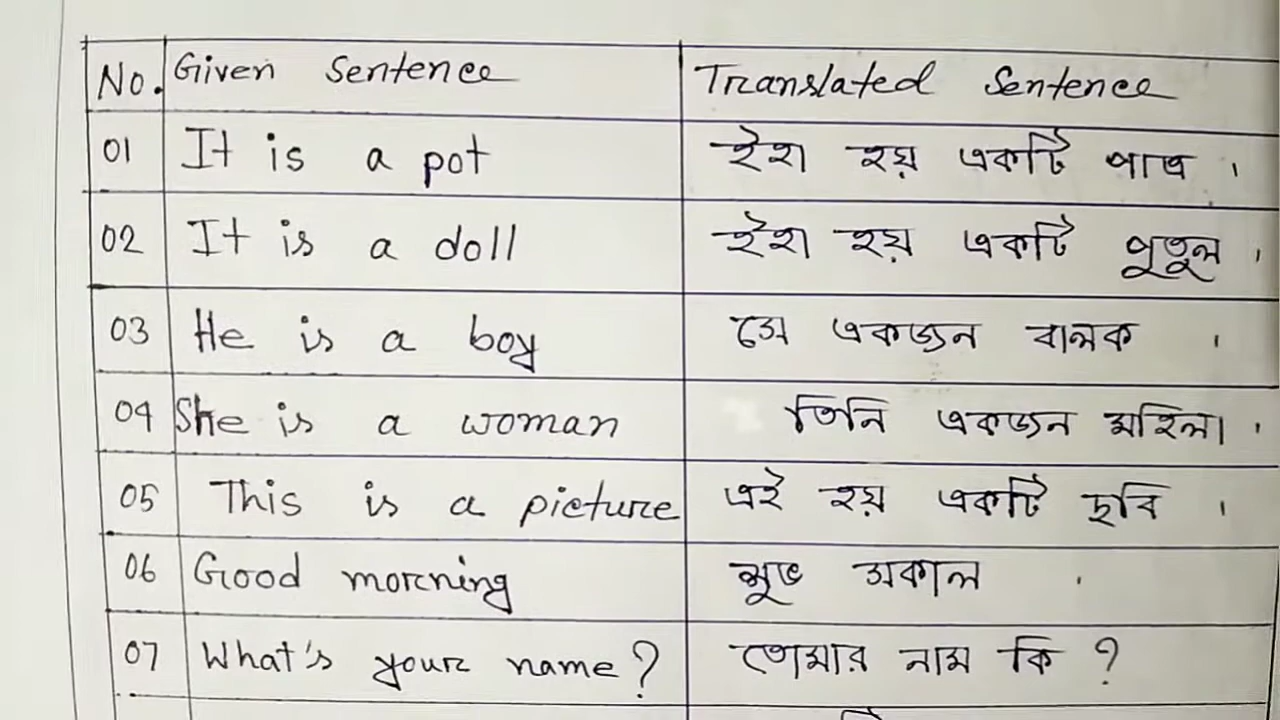 No. Given Sentence Translated Sentence
01 It is a pot ইহা হয় একটি পাত্র ।
02 It is a doll ইহা হয় একটি পুতুল ।
03 He is a boy সে একজন বালক ।
04 She is a woman তিনি একজন মহিলা ।
05 This is a picture এই হয় একটি ছবি ।
06 Good morning শুভ সকাল
07 What's your name? তোমার নাম কি ?